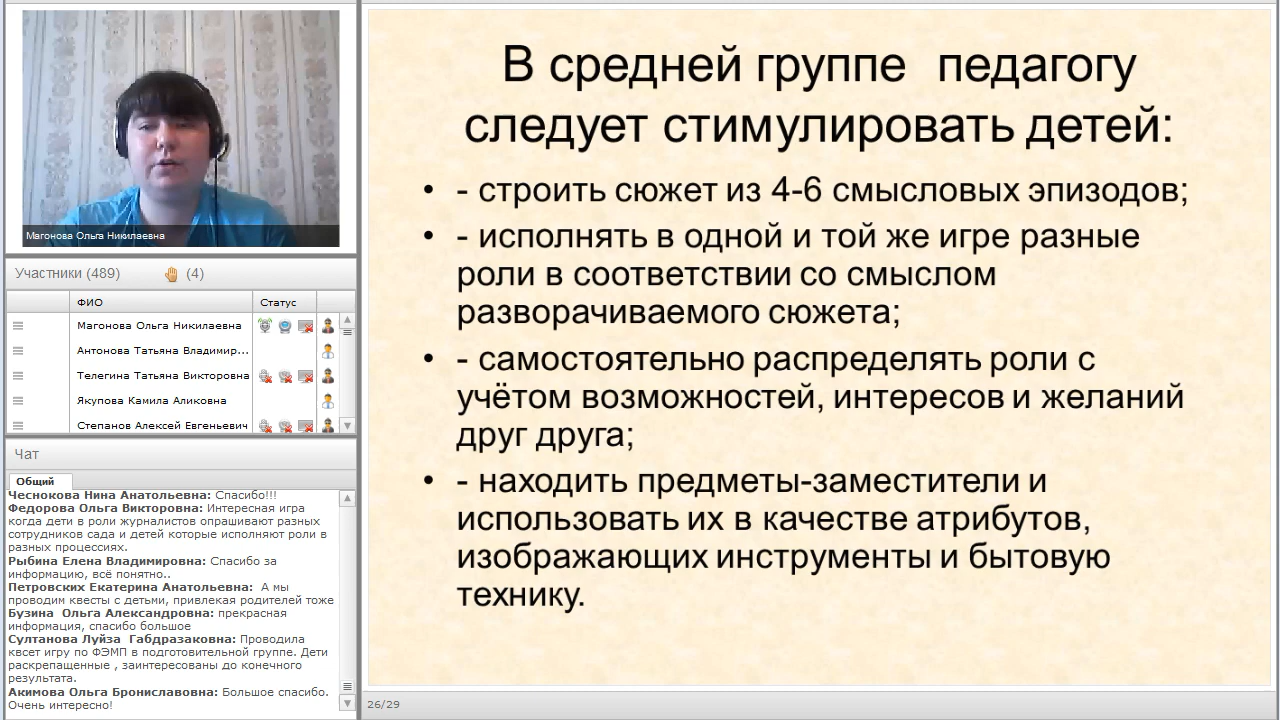 Магонова Ольга Никилаевна
Участники (489)
(4)
ФИО
Статус
Магонова Ольга Никилаевна
Антонова Татьяна Владимир...
Телегина Татьяна Викторовна
Якупова Камила Аликовна
Степанов Алексей Евгеньевич
Чат
Общий
Чеснокова Нина Анатольевна: Спасибо!!!
Федорова Ольга Викторовна: Интересная игра
когда дети в роли журналистов опрашивают разных
сотрудников сада и детей которые исполняют роли в
разных процессиях.
Рыбина Елена Владимировна: Спасибо за
информацию, всё понятно..
Петровских Екатерина Анатольевна: А мы
проводим квесты с детьми, привлекая родителей тоже
Бузина Ольга Александровна: прекрасная
информация, спасибо большое
Султанова Луйза Габдразаковна: Проводила
квсет игру по ФЭМП в подготовительной группе. Дети
раскрепащенные , заинтересованы до конечного
результата.
Акимова Ольга Брониславовна: Большое спасибо.
Очень интересно!
В средней группе педагогу
следует стимулировать детей:
• - строить сюжет из 4-6 смысловых эпизодов;
• - исполнять в одной и той же игре разные
роли в соответствии со смыслом
разворачиваемого сюжета;
• - самостоятельно распределять роли с
учётом возможностей, интересов и желаний
друг друга;
• - находить предметы-заместители и
использовать их в качестве атрибутов,
изображающих инструменты и бытовую
технику.
26/29